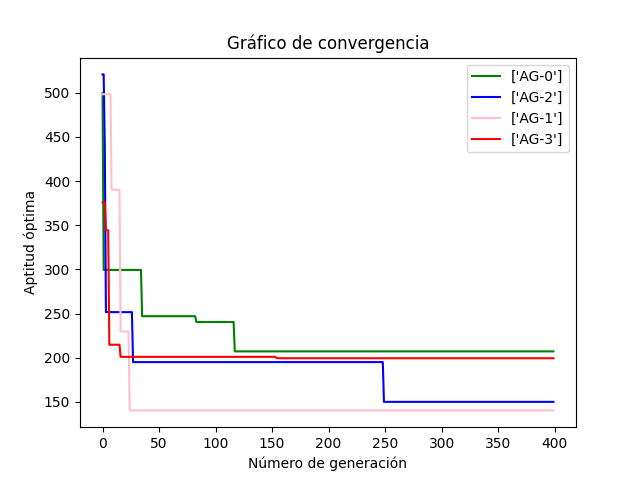 Gráfico de convergencia
['AG-0']
['AG-2']
['AG-1']
['AG-3']
Aptitud óptima
500
450
400
350
300
250
200
150
0 50 100 150 200 250 300 350 400
Número de generación